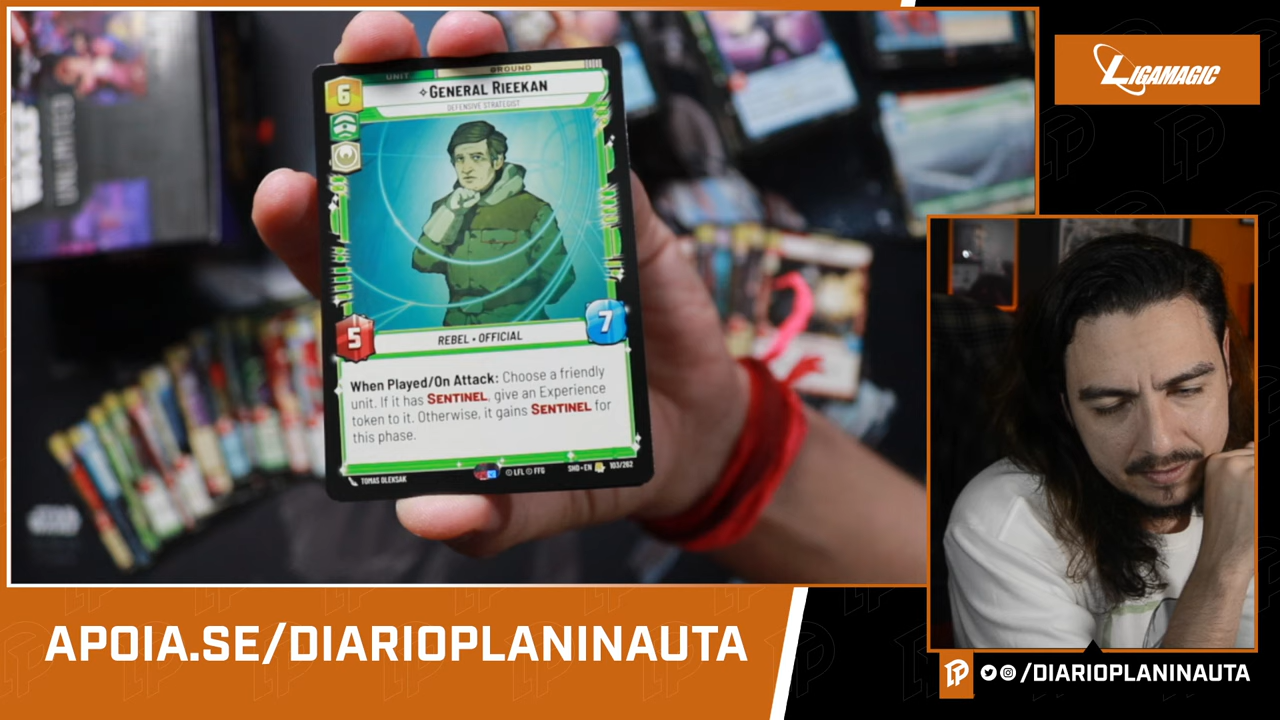 UNIT
GROUND
6
GENERAL RIEEKAN
DEFENSIVE STRATEGIST
5
7
REBEL • OFFICIAL
When Played/On Attack: Choose a friendly
unit. If it has SENTINEL, give an Experience
token to it. Otherwise, it gains SENTINEL for
this phase.
TOMAS OLEKSAK
LFL © FFG
SHD • EN
103/262
UNLIMITED
LIGAMAGIC
APOIA.SE/DIARIOPLANINAUTA
/DIARIOPLANINAUTA